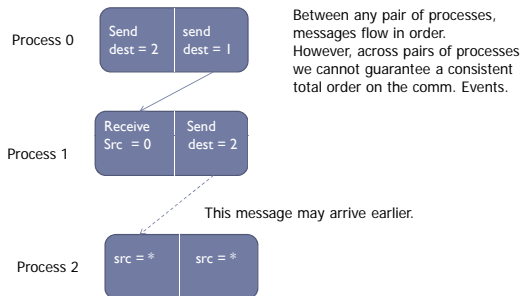 Between any pair of processes,
messages flow in order.
However, across pairs of processes
we cannot guarantee a consistent
total order on the comm. Events.
Process 0
Send
dest = 2
send
dest = 1
Process 1
Receive
Src = 0
Send
dest = 2
This message may arrive earlier.
Process 2
src = *
src = *